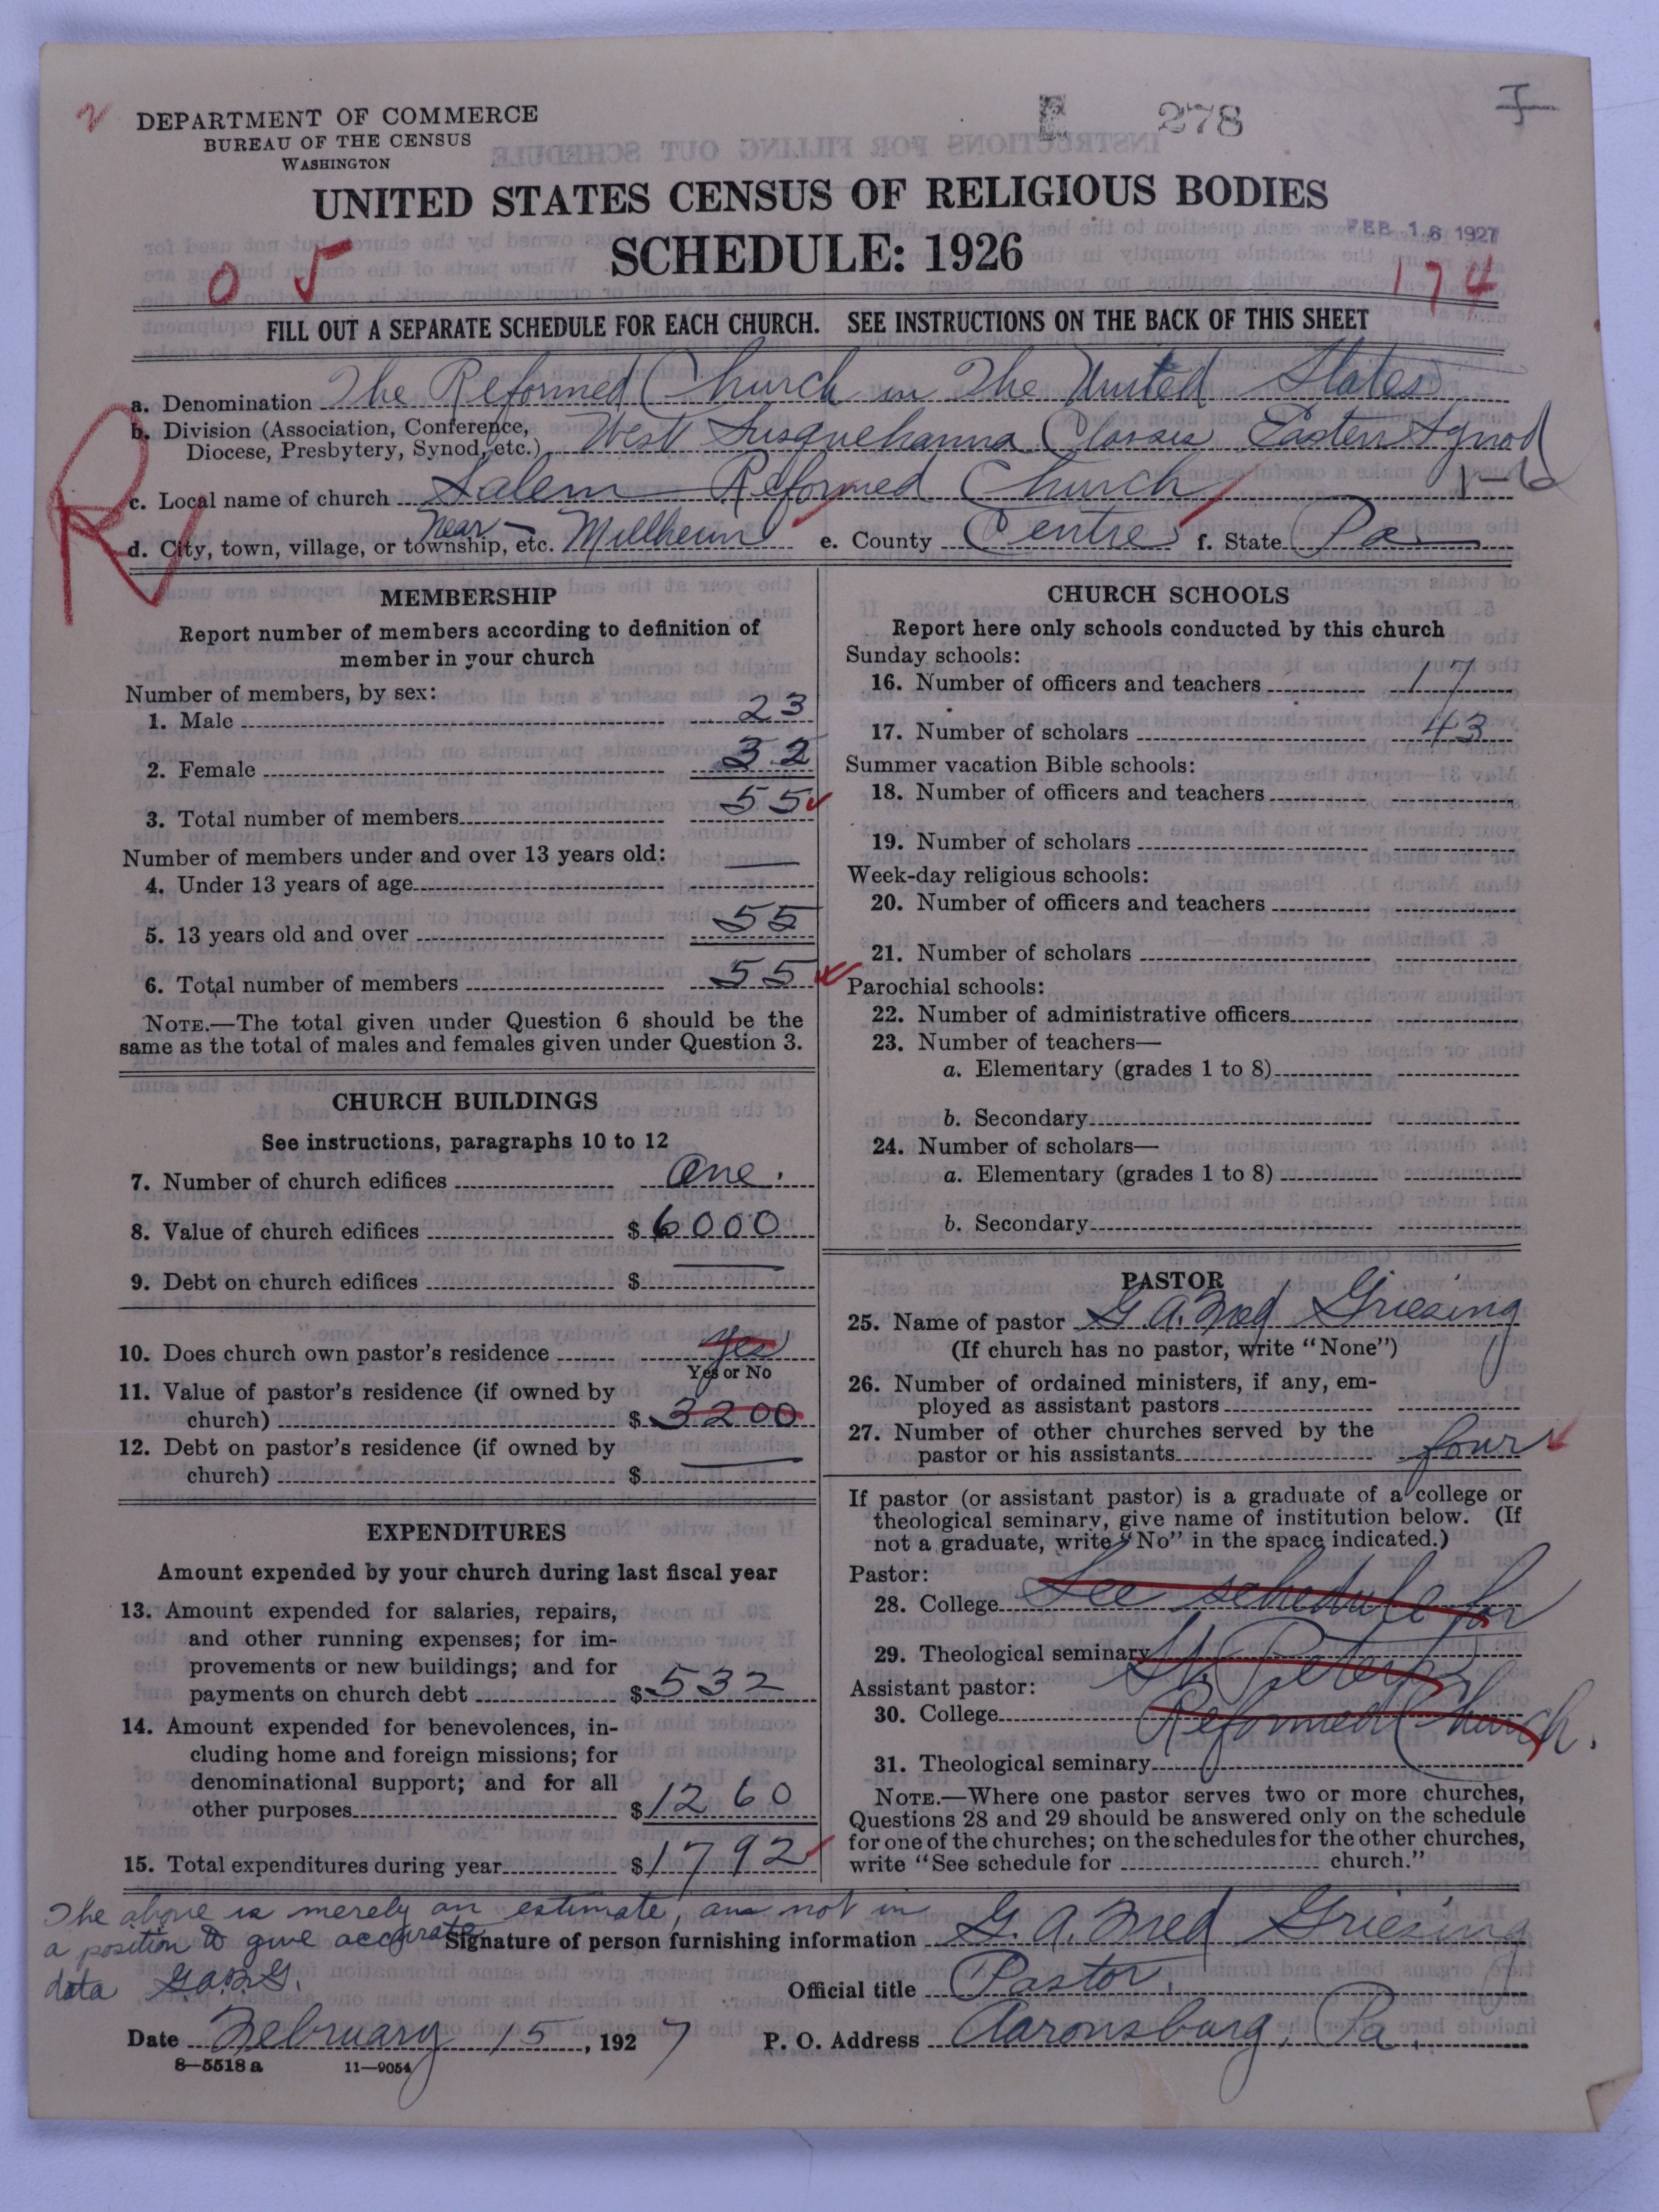 DEPARTMENT OF COMMERCE
BUREAU OF THE CENSUS
WASHINGTON
E 278
UNITED STATES CENSUS OF RELIGIOUS BODIES
SCHEDULE: 1926
FEB 16 1927
0 5
174
FILL OUT A SEPARATE SCHEDULE FOR EACH CHURCH. SEE INSTRUCTIONS ON THE BACK OF THIS SHEET
a. Denomination The Reformed Church in The United States
b. Division (Association, Conference,
Diocese, Presbytery, Synod, etc.) West Susquehanna Classis Eastern Synod
c. Local name of church Salem Reformed Church 1-6
R
d. City, town, village, or township, etc. Near - Millheim e. County Centre f. State Pa
MEMBERSHIP
Report number of members according to definition of
member in your church
Number of members, by sex:
1. Male 23
2. Female 32
3. Total number of members 55
Number of members under and over 13 years old:
4. Under 13 years of age —
5. 13 years old and over 55
6. Total number of members 55
NOTE.—The total given under Question 6 should be the
same as the total of males and females given under Question 3.
CHURCH BUILDINGS
See instructions, paragraphs 10 to 12
7. Number of church edifices One.
8. Value of church edifices $6000
9. Debt on church edifices $ —
10. Does church own pastor's residence Yes
Yes or No
11. Value of pastor's residence (if owned by
church) $3200
12. Debt on pastor's residence (if owned by
church) $ —
EXPENDITURES
Amount expended by your church during last fiscal year
13. Amount expended for salaries, repairs,
and other running expenses; for im-
provements or new buildings; and for
payments on church debt $532
14. Amount expended for benevolences, in-
cluding home and foreign missions; for
denominational support; and for all
other purposes $1260
15. Total expenditures during year $1792
CHURCH SCHOOLS
Report here only schools conducted by this church
Sunday schools:
16. Number of officers and teachers 17
17. Number of scholars 43
Summer vacation Bible schools:
18. Number of officers and teachers
19. Number of scholars
Week-day religious schools:
20. Number of officers and teachers
21. Number of scholars
Parochial schools:
22. Number of administrative officers
23. Number of teachers—
a. Elementary (grades 1 to 8)
b. Secondary
24. Number of scholars—
a. Elementary (grades 1 to 8)
b. Secondary
PASTOR
25. Name of pastor G. A. Fred Griesing
(If church has no pastor, write "None")
26. Number of ordained ministers, if any, em-
ployed as assistant pastors
27. Number of other churches served by the
pastor or his assistants four
If pastor (or assistant pastor) is a graduate of a college or
theological seminary, give name of institution below. (If
not a graduate, write "No" in the space indicated.)
Pastor:
28. College See schedule for
29. Theological seminary St. Peters
Assistant pastor:
30. College Reformed Church.
31. Theological seminary
NOTE.—Where one pastor serves two or more churches,
Questions 28 and 29 should be answered only on the schedule
for one of the churches; on the schedules for the other churches,
write "See schedule for church."
The above is merely an estimate, am not in
a position to give accurate
data G.A.F.G.
Signature of person furnishing information G. A. Fred Griesing
Official title Pastor.
Date February 15, 1927 P. O. Address Aaronsburg, Pa.
8—5518 a 11—9054